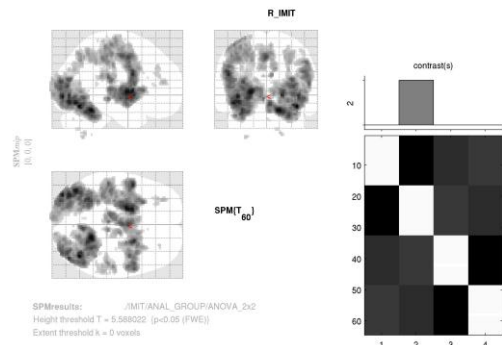 R_IMIT
contrast(s)
2
SPMmip
[0, 0, 0]
10
20
30
40
50
60
1 2 3 4
SPM{T60}
SPMresults: ./IMIT/ANAL_GROUP/ANOVA_2x2
Height threshold T = 5.588022 {p<0.05 (FWE)}
Extent threshold k = 0 voxels